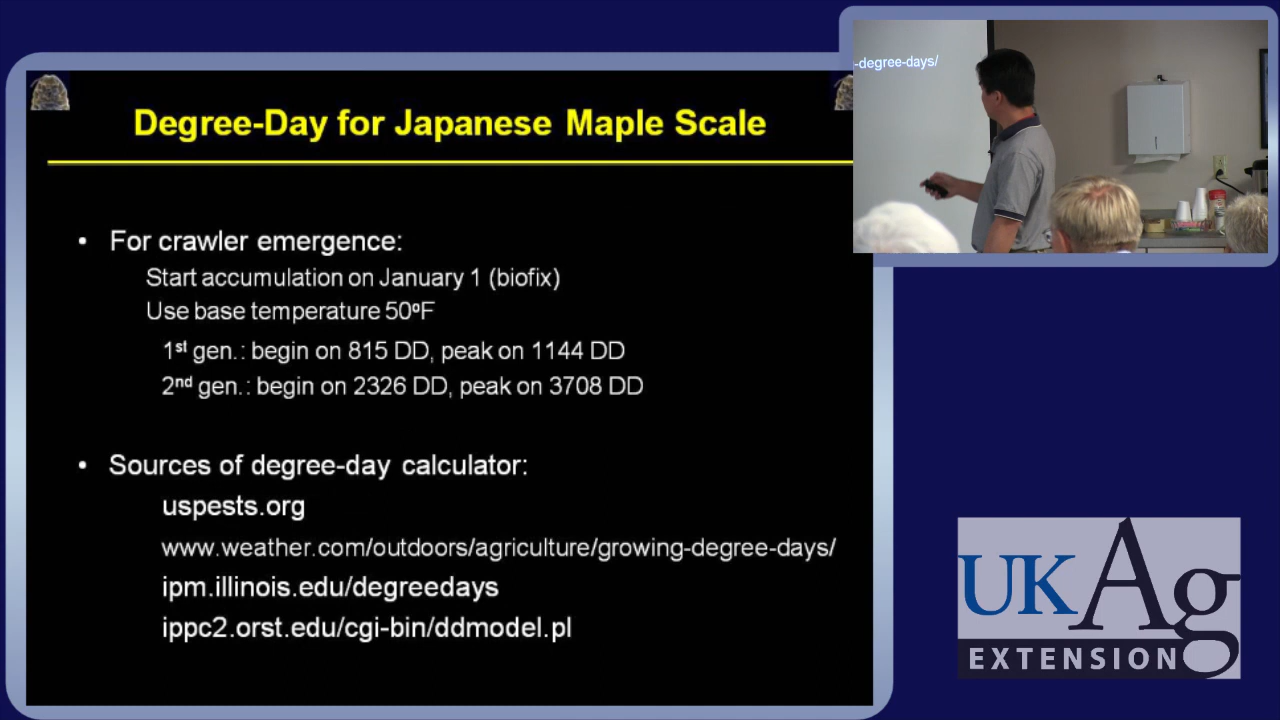 Degree-Day for Japanese Maple Scale
• For crawler emergence:
Start accumulation on January 1 (biofix)
Use base temperature 50ºF
1st gen.: begin on 815 DD, peak on 1144 DD
2nd gen.: begin on 2326 DD, peak on 3708 DD
• Sources of degree-day calculator:
uspests.org
www.weather.com/outdoors/agriculture/growing-degree-days/
ipm.illinois.edu/degreedays
ippc2.orst.edu/cgi-bin/ddmodel.pl
-degree-days/
UKAg
EXTENSION